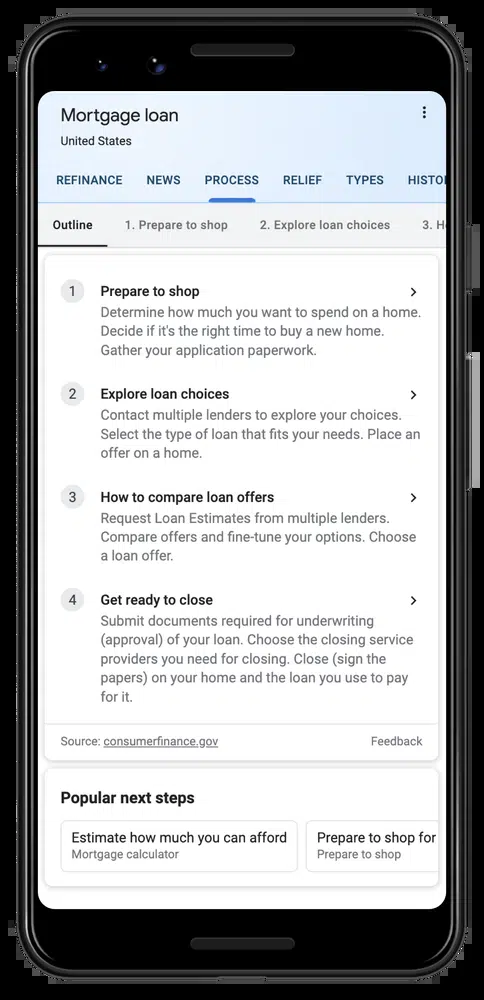 Mortgage loan
United States
REFINANCE NEWS PROCESS RELIEF TYPES HISTOI
Outline 1. Prepare to shop 2. Explore loan choices 3. H
1 Prepare to shop
Determine how much you want to spend on a home.
Decide if it's the right time to buy a new home.
Gather your application paperwork.
2 Explore loan choices
Contact multiple lenders to explore your choices.
Select the type of loan that fits your needs. Place an
offer on a home.
3 How to compare loan offers
Request Loan Estimates from multiple lenders.
Compare offers and fine-tune your options. Choose
a loan offer.
4 Get ready to close
Submit documents required for underwriting
(approval) of your loan. Choose the closing service
providers you need for closing. Close (sign the
papers) on your home and the loan you use to pay
for it.
Source: consumerfinance.gov Feedback
Popular next steps
Estimate how much you can afford Prepare to shop for
Mortgage calculator Prepare to shop